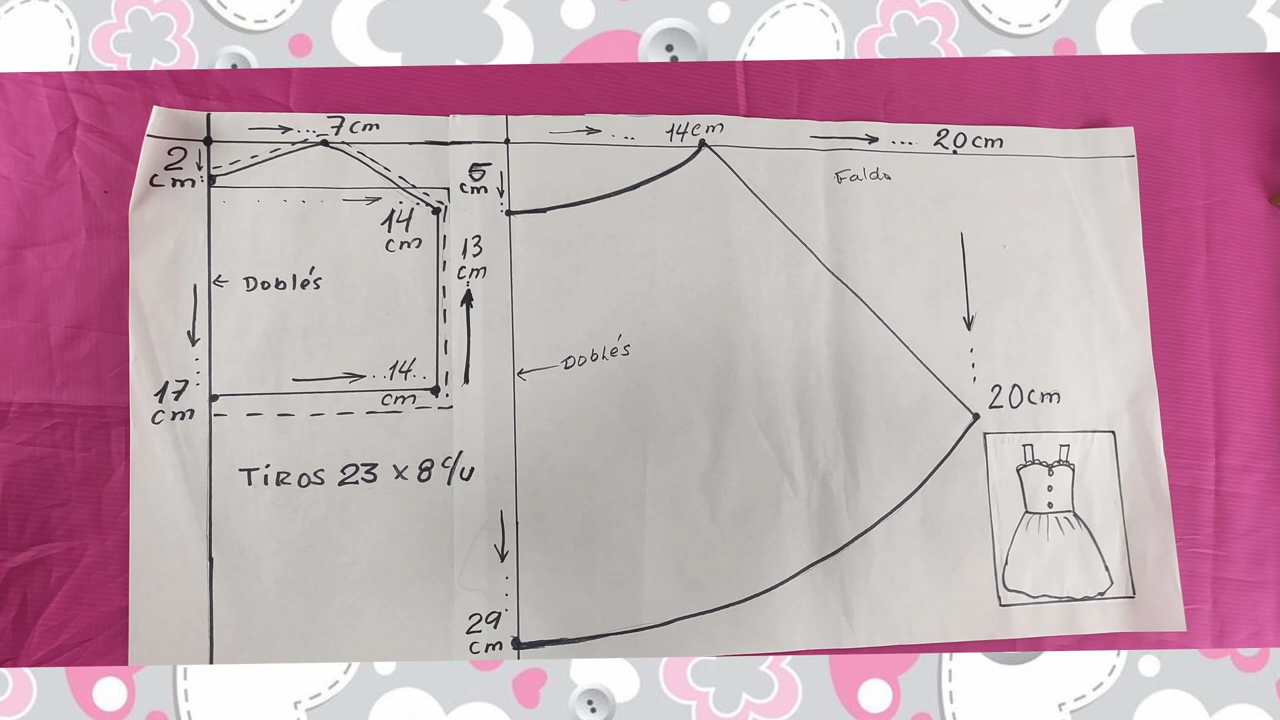 7cm
2
cm
14
cm
Doblés
17
cm
14
cm
13
cm
TiROS 23 x 8 c/u
14cm
20cm
5
cm
Falda
Doblés
20cm
29
cm